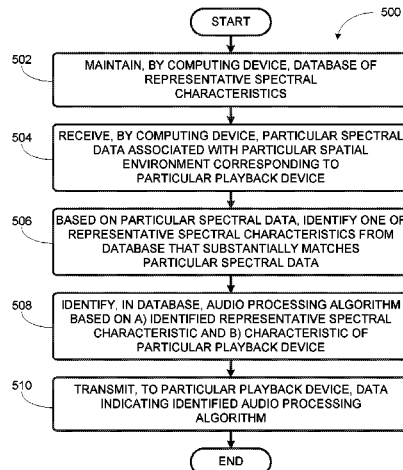 START
500
502
MAINTAIN, BY COMPUTING DEVICE, DATABASE OF
REPRESENTATIVE SPECTRAL
CHARACTERISTICS
504
RECEIVE, BY COMPUTING DEVICE, PARTICULAR SPECTRAL
DATA ASSOCIATED WITH PARTICULAR SPATIAL
ENVIRONMENT CORRESPONDING TO
PARTICULAR PLAYBACK DEVICE
506
BASED ON PARTICULAR SPECTRAL DATA, IDENTIFY ONE OF
REPRESENTATIVE SPECTRAL CHARACTERISTICS FROM
DATABASE THAT SUBSTANTIALLY MATCHES
PARTICULAR SPECTRAL DATA
508
IDENTIFY, IN DATABASE, AUDIO PROCESSING ALGORITHM
BASED ON A) IDENTIFIED REPRESENTATIVE SPECTRAL
CHARACTERISTIC AND B) CHARACTERISTIC OF
PARTICULAR PLAYBACK DEVICE
510
TRANSMIT, TO PARTICULAR PLAYBACK DEVICE, DATA
INDICATING IDENTIFIED AUDIO PROCESSING
ALGORITHM
END